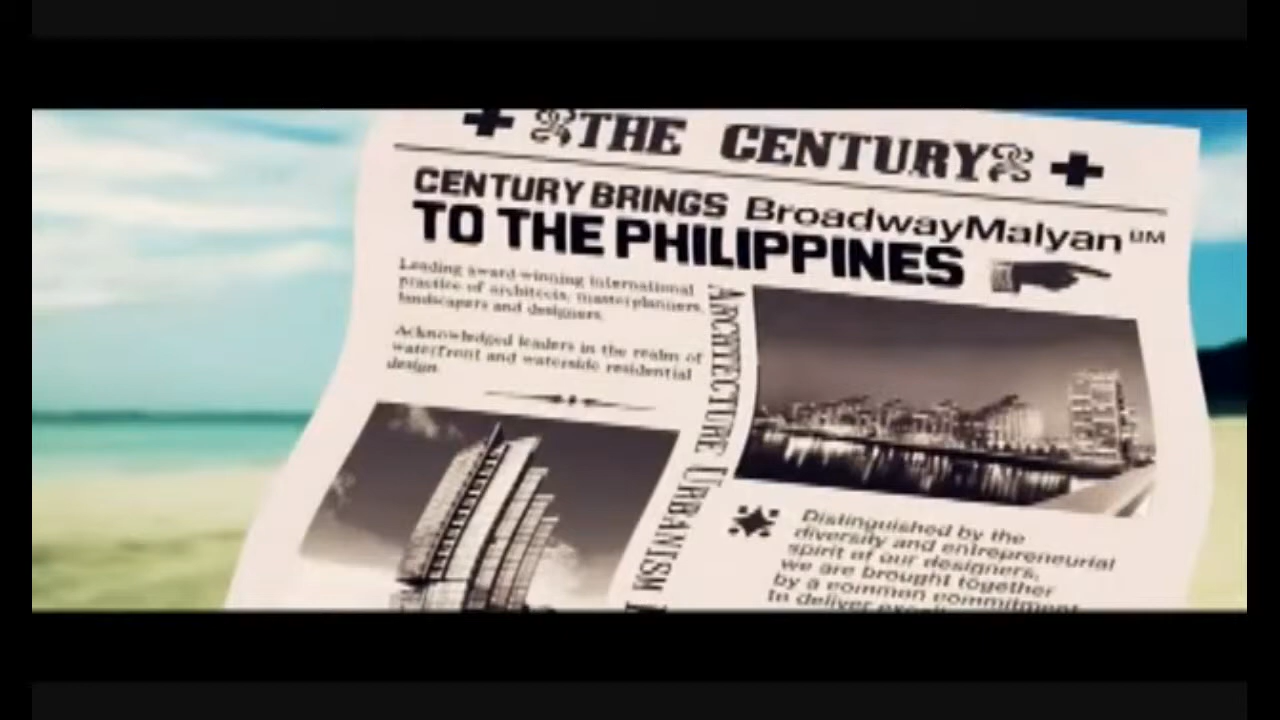 THE CENTURY
CENTURY BRINGS BroadwayMalyan BM
TO THE PHILIPPINES
Leading award-winning international
practice of architects, masterplanners,
landscapers and designers.
Acknowledged leaders in the realm of
waterfront and waterside residential
design.
ARCHITECTURE URBANISM
Distinguished by the
diversity and entrepreneurial
spirit of our designers,
we are brought together
by a common commitment